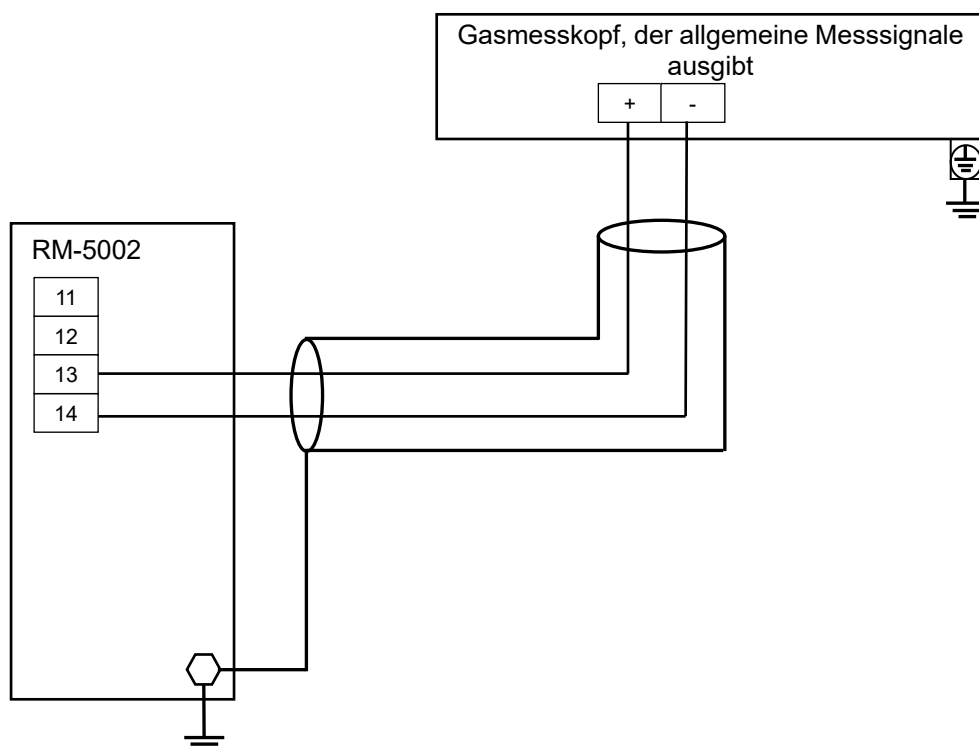 Gasmesskopf, der allgemeine Messsignale
ausgibt
+ -
RM-5002
11
12
13
14